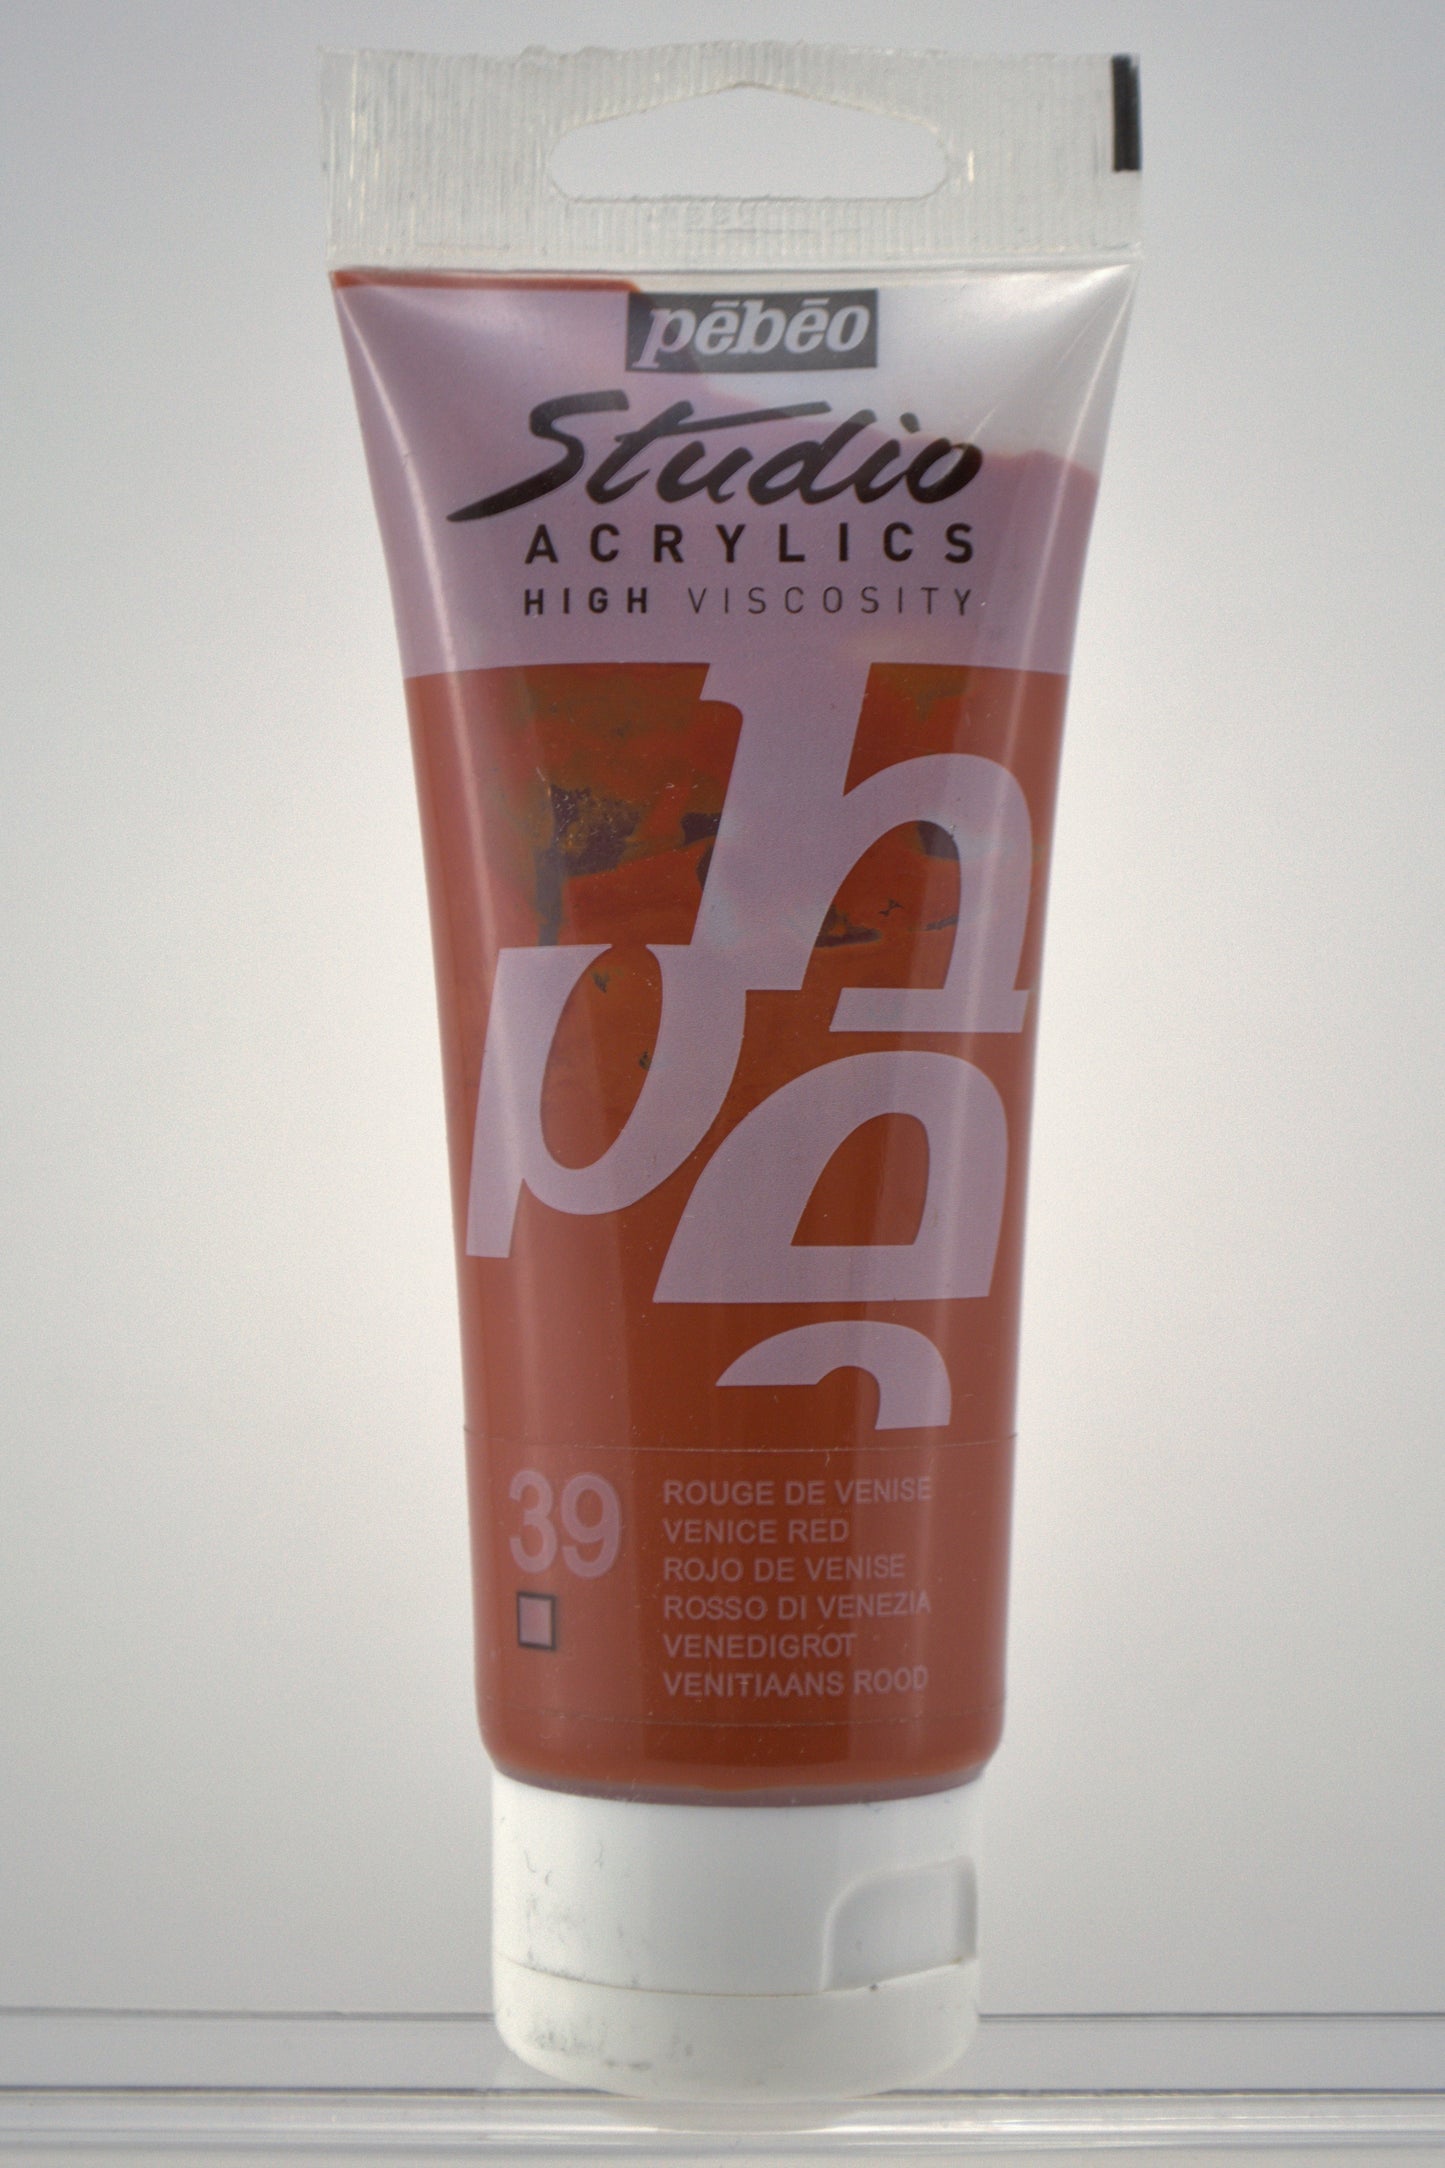 pēbēo
Studio
ACRYLICS
HIGH VISCOSITY
39
ROUGE DE VENISE
VENICE RED
ROJO DE VENISE
ROSSO DI VENEZIA
VENEDIGROT
VENITIAANS ROOD